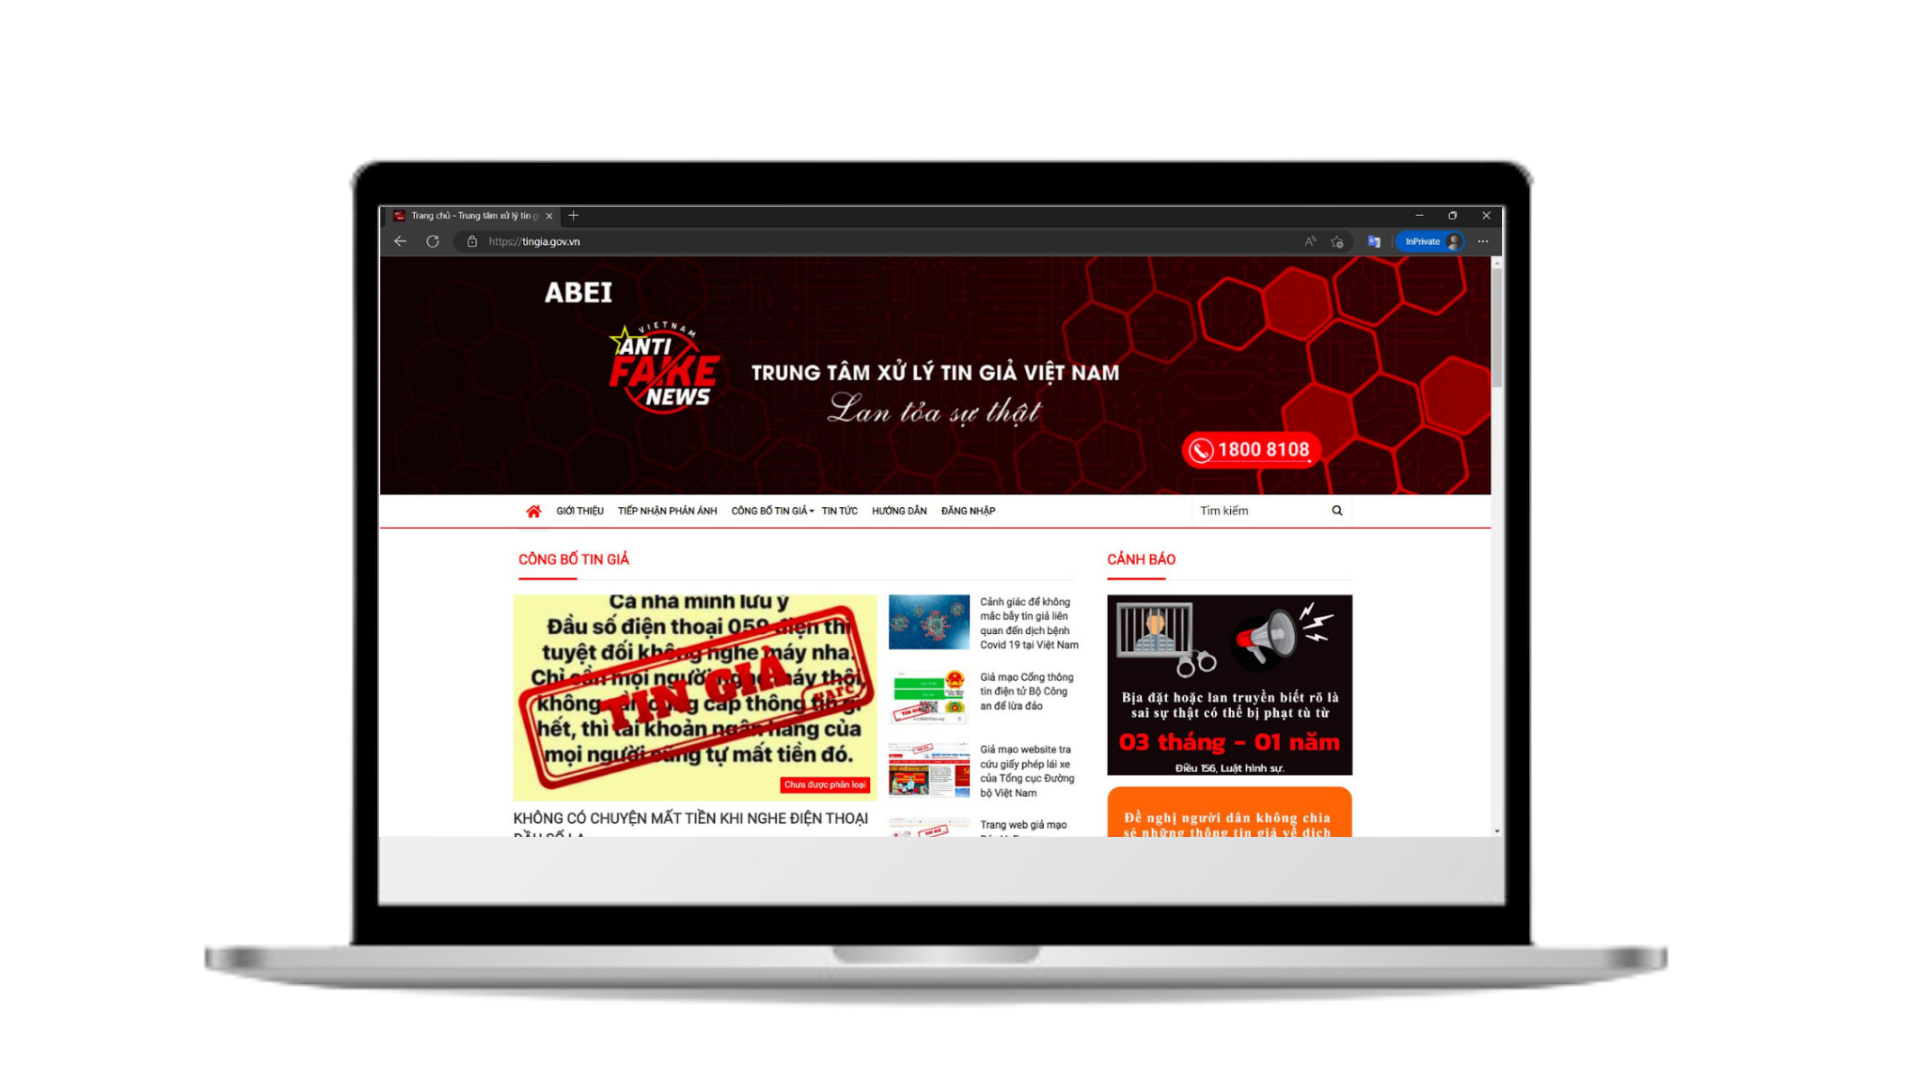 Trang chủ - Trung tâm xử lý tin g
https://tingia.gov.vn
InPrivate
ABEI
VIETNAM
ANTI
FAKE
NEWS
TRUNG TÂM XỬ LÝ TIN GIẢ VIỆT NAM
Lan tỏa sự thật
1800 8108
GIỚI THIỆU TIẾP NHẬN PHẢN ÁNH CÔNG BỐ TIN GIẢ TIN TỨC HƯỚNG DẪN ĐĂNG NHẬP
Tìm kiếm
CÔNG BỐ TIN GIẢ
Cả nhà mình lưu ý
Đầu số điện thoại 059 điện thì
tuyệt đối không nghe máy nha.
Chỉ cần mọi người nghe máy thôi,
không cần cung cấp thông tin gì
hết, thì tài khoản ngân hàng của
mọi người cũng tự mất tiền đó.
TIN GIẢ
VAFC
Chưa được phân loại
KHÔNG CÓ CHUYỆN MẤT TIỀN KHI NGHE ĐIỆN THOẠI
ĐẦU SỐ LẠ
Cảnh giác để không
mắc bẫy tin giả liên
quan đến dịch bệnh
Covid 19 tại Việt Nam
Giả mạo Cổng thông
tin điện tử Bộ Công
an để lừa đảo
Giả mạo website tra
cứu giấy phép lái xe
của Tổng cục Đường
bộ Việt Nam
Trang web giả mạo
CẢNH BÁO
Bịa đặt hoặc lan truyền biết rõ là
sai sự thật có thể bị phạt tù từ
03 tháng - 01 năm
Điều 156, Luật hình sự.
Đề nghị người dân không chia
sẻ những thông tin giả về dịch